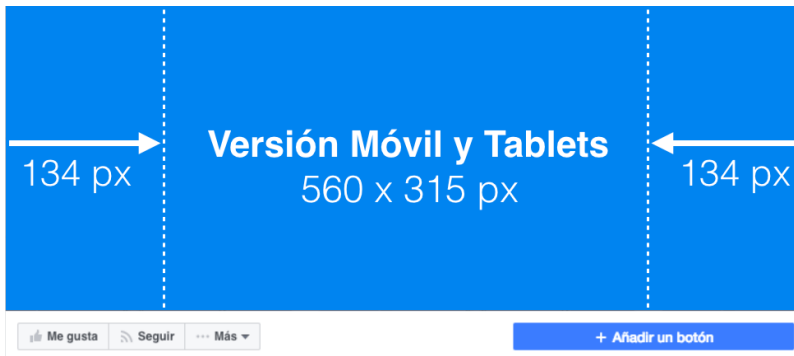 Versión Móvil y Tablets
134 px
560 x 315 px
134 px
Me gusta
Seguir
··· Más
+ Añadir un botón